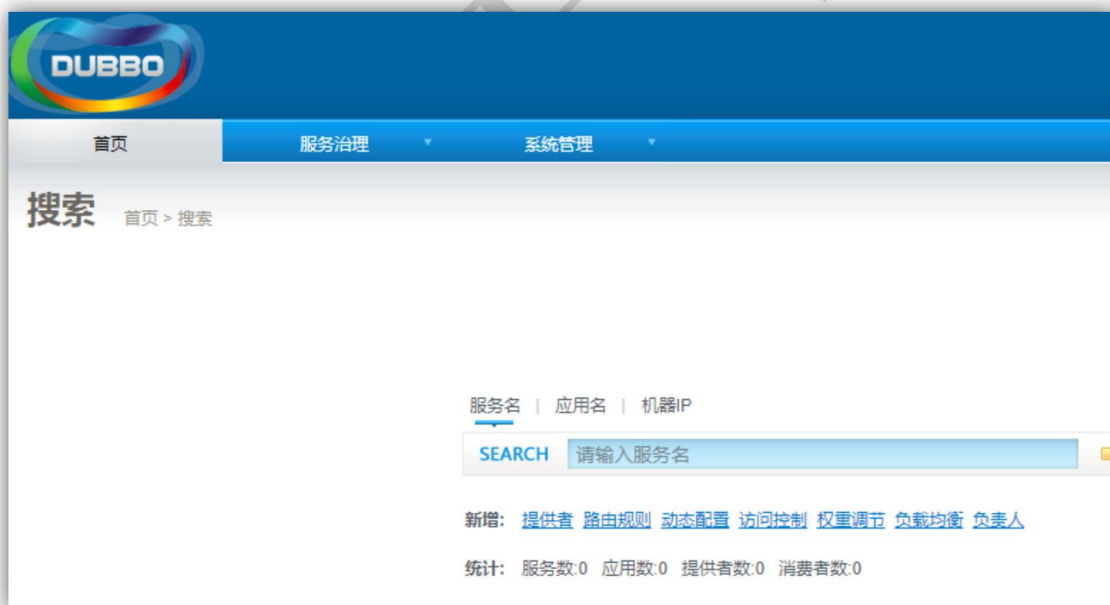 DUBBO
首页 服务治理 系统管理
搜索 首页 > 搜索
服务名 | 应用名 | 机器IP
SEARCH 请输入服务名
新增: 提供者 路由规则 动态配置 访问控制 权重调节 负载均衡 负责人
统计: 服务数:0 应用数:0 提供者数:0 消费者数:0